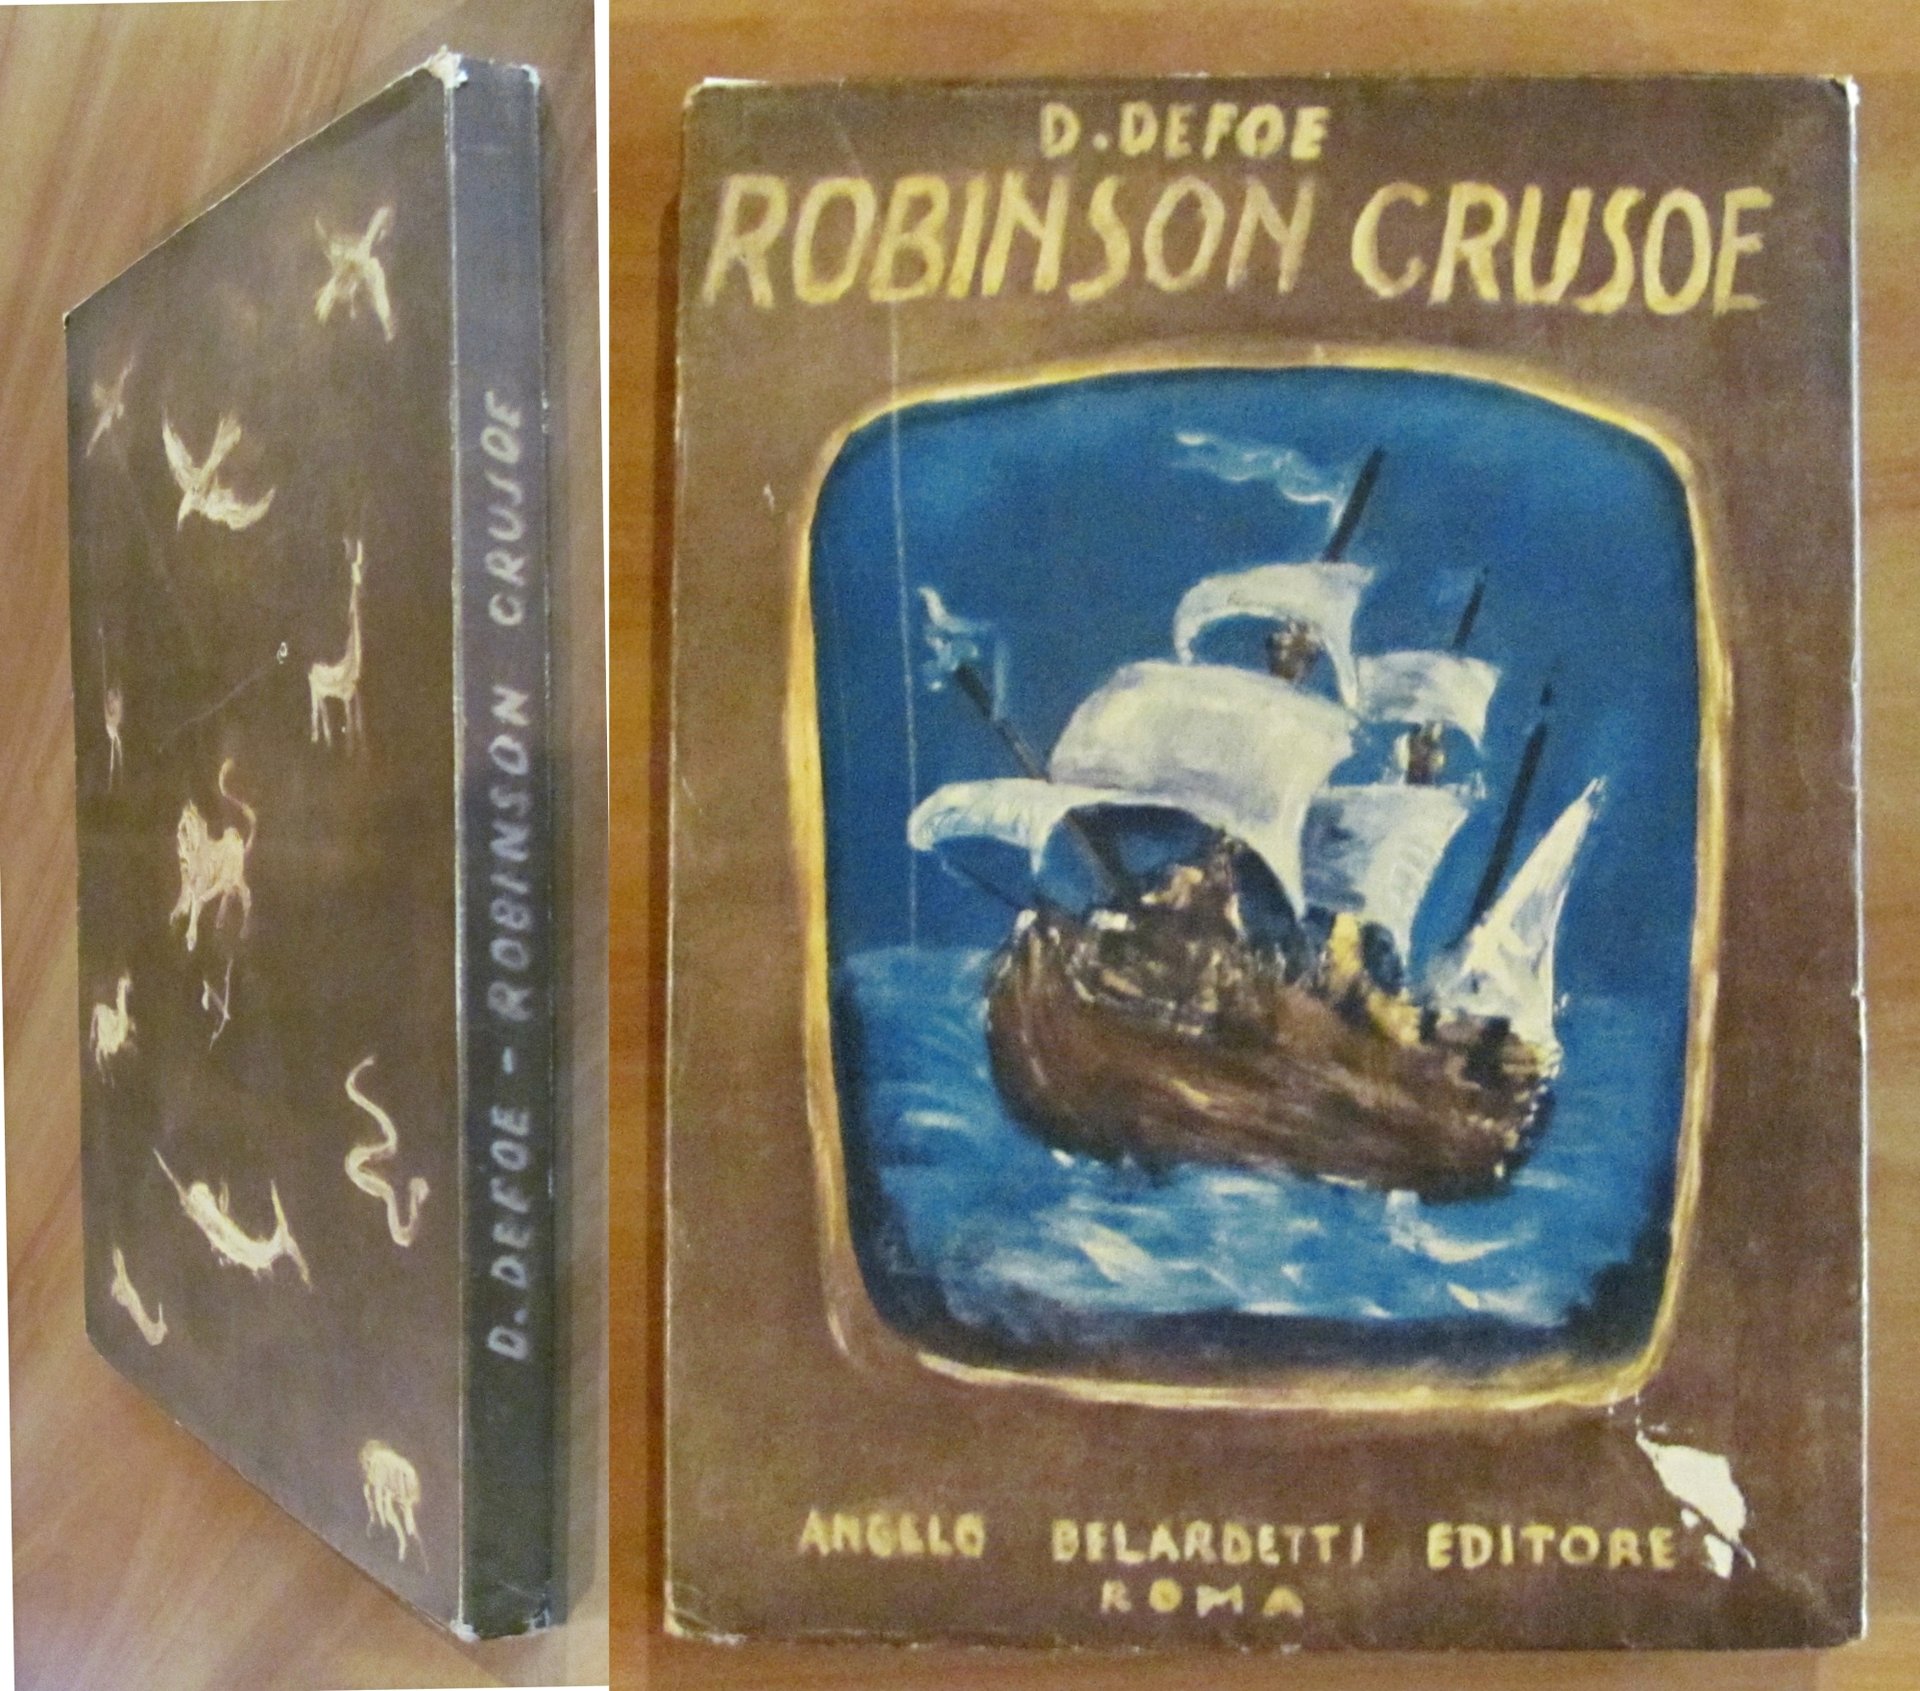 D. DEFOE - ROBINSON CRUSOE
D. DEFOE
ROBINSON CRUSOE
ANGELO BELARDETTI EDITORE
ROMA